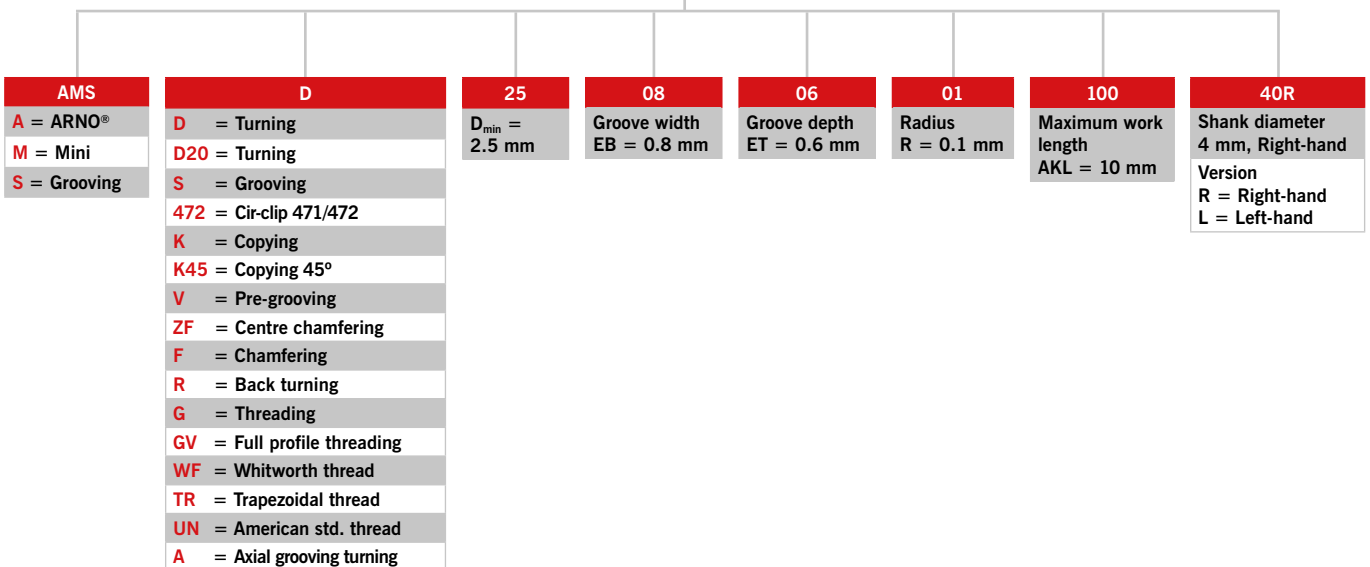 AMS
A = ARNO®
M = Mini
S = Grooving
D
D = Turning
D20 = Turning
S = Grooving
472 = Cir-clip 471/472
K = Copying
K45 = Copying 45º
V = Pre-grooving
ZF = Centre chamfering
F = Chamfering
R = Back turning
G = Threading
GV = Full profile threading
WF = Whitworth thread
TR = Trapezoidal thread
UN = American std. thread
A = Axial grooving turning
25
Dmin =
2.5 mm
08
Groove width
EB = 0.8 mm
06
Groove depth
ET = 0.6 mm
01
Radius
R = 0.1 mm
100
Maximum work
length
AKL = 10 mm
40R
Shank diameter
4 mm, Right-hand
Version
R = Right-hand
L = Left-hand